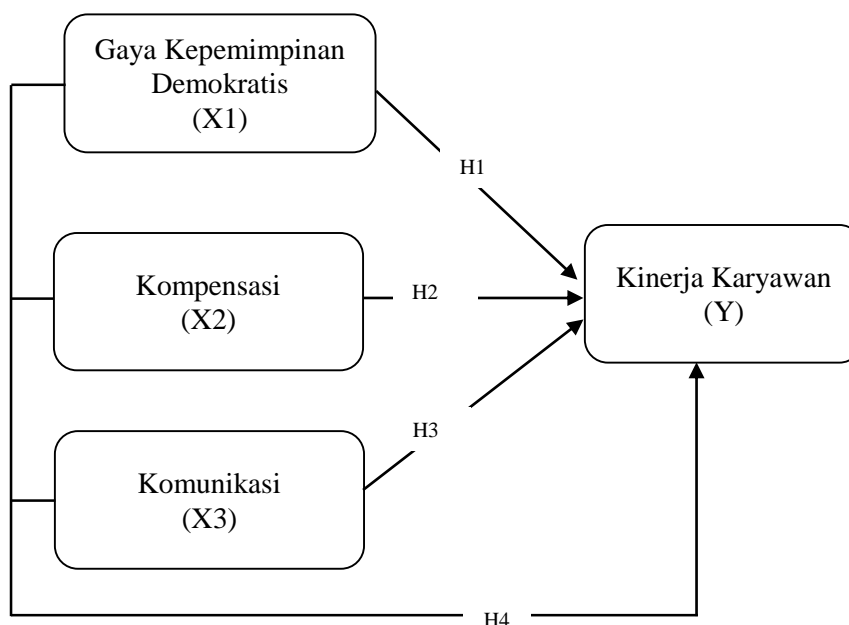 Gaya Kepemimpinan
Demokratis
(X1)
H1
Kompensasi
(X2)
H2
Kinerja Karyawan
(Y)
H3
Komunikasi
(X3)
H4